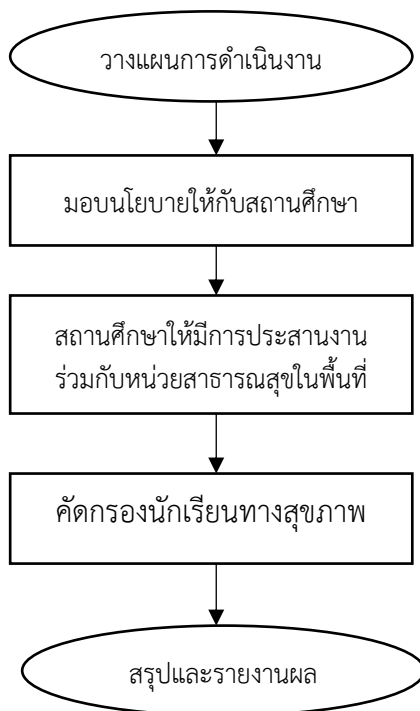 วางแผนการดำเนินงาน
มอบนโยบายให้กับสถานศึกษา
สถานศึกษาให้มีการประสานงาน
ร่วมกับหน่วยสาธารณสุขในพื้นที่
คัดกรองนักเรียนทางสุขภาพ
สรุปและรายงานผล